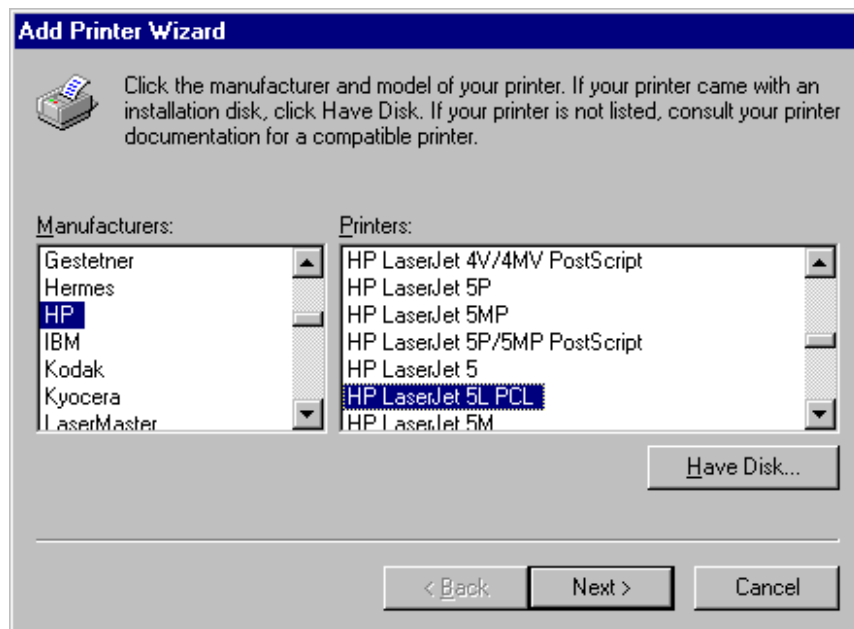 Add Printer Wizard
Click the manufacturer and model of your printer. If your printer came with an
installation disk, click Have Disk. If your printer is not listed, consult your printer
documentation for a compatible printer.
Manufacturers:
Gestetner
Hermes
HP
IBM
Kodak
Kyocera
LaserMaster
Printers:
HP LaserJet 4V/4MV PostScript
HP LaserJet 5P
HP LaserJet 5MP
HP LaserJet 5P/5MP PostScript
HP LaserJet 5
HP LaserJet 5L PCL
HP LaserJet 5M
Have Disk...
< Back
Next >
Cancel